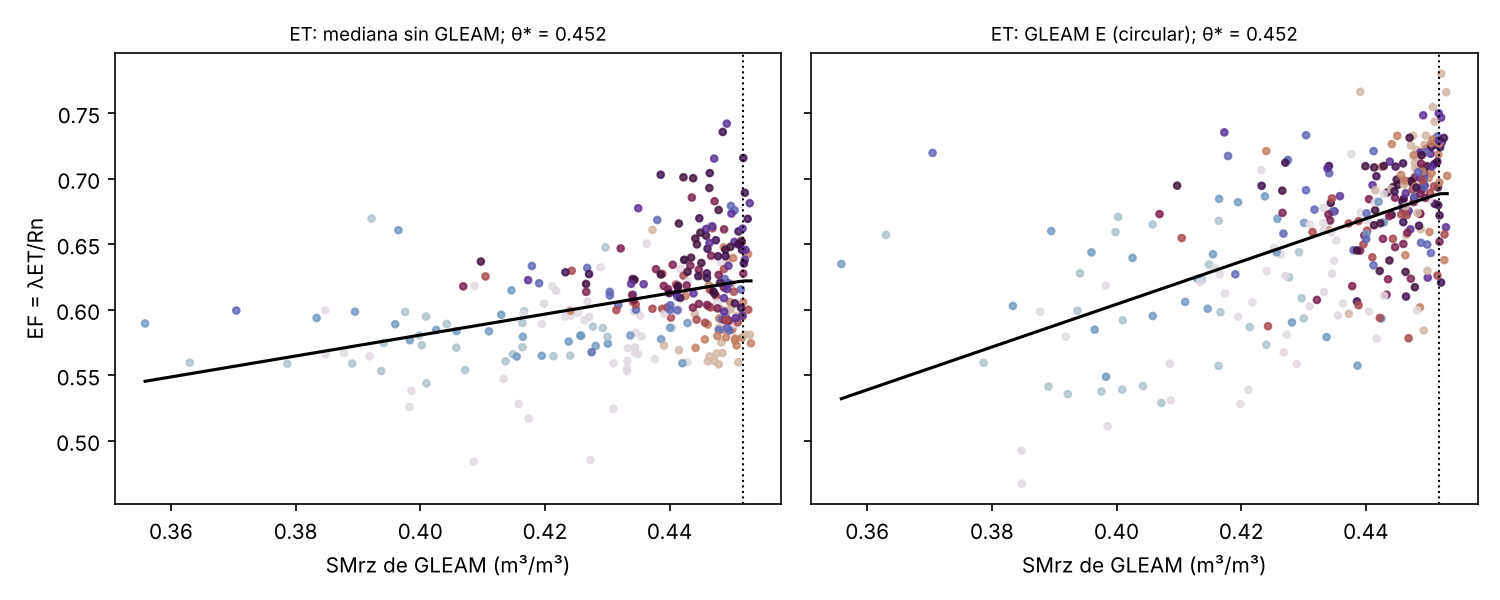 ET: mediana sin GLEAM; θ* = 0.452
ET: GLEAM E (circular); θ* = 0.452
EF = λET/Rn
0.75
0.70
0.65
0.60
0.55
0.50
0.36 0.38 0.40 0.42 0.44
0.36 0.38 0.40 0.42 0.44
SMrz de GLEAM (m³/m³)
SMrz de GLEAM (m³/m³)